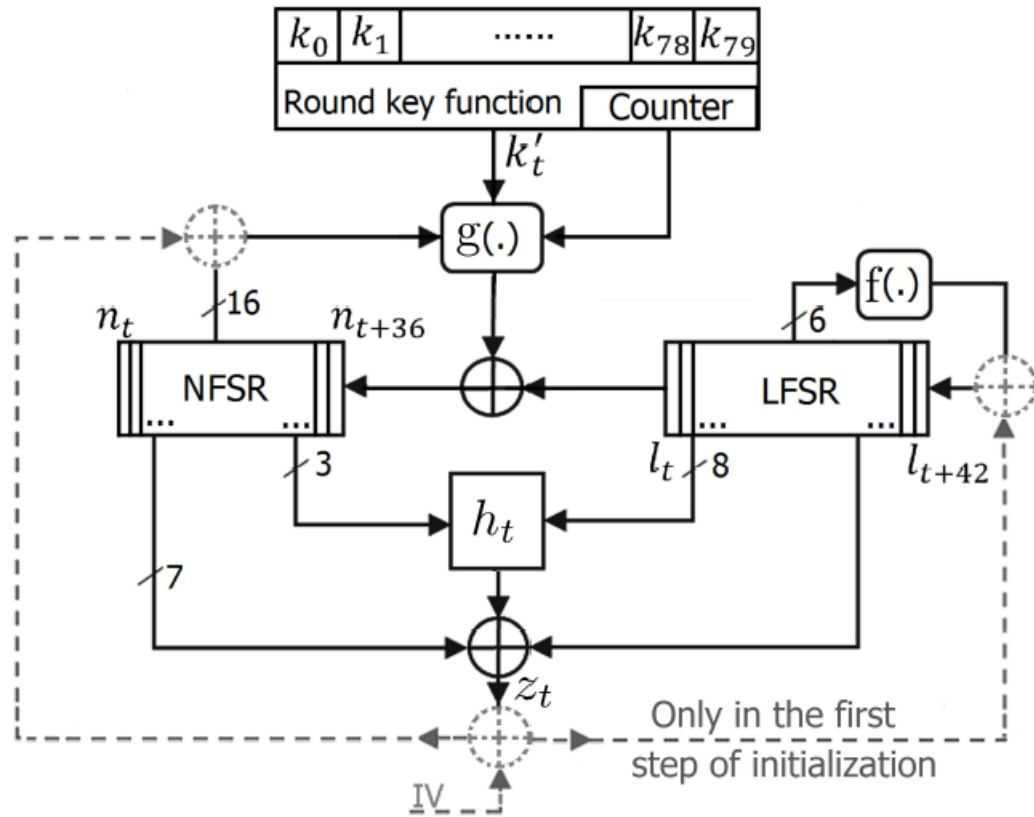 k₀ k₁ ...... k₇₈ k₇₉
Round key function Counter
k′ₜ
g(.)
f(.)
16
6
nₜ nₜ₊₃₆
NFSR
LFSR
... ...
... ...
3
lₜ 8
lₜ₊₄₂
hₜ
7
zₜ
Only in the first
step of initialization
IV